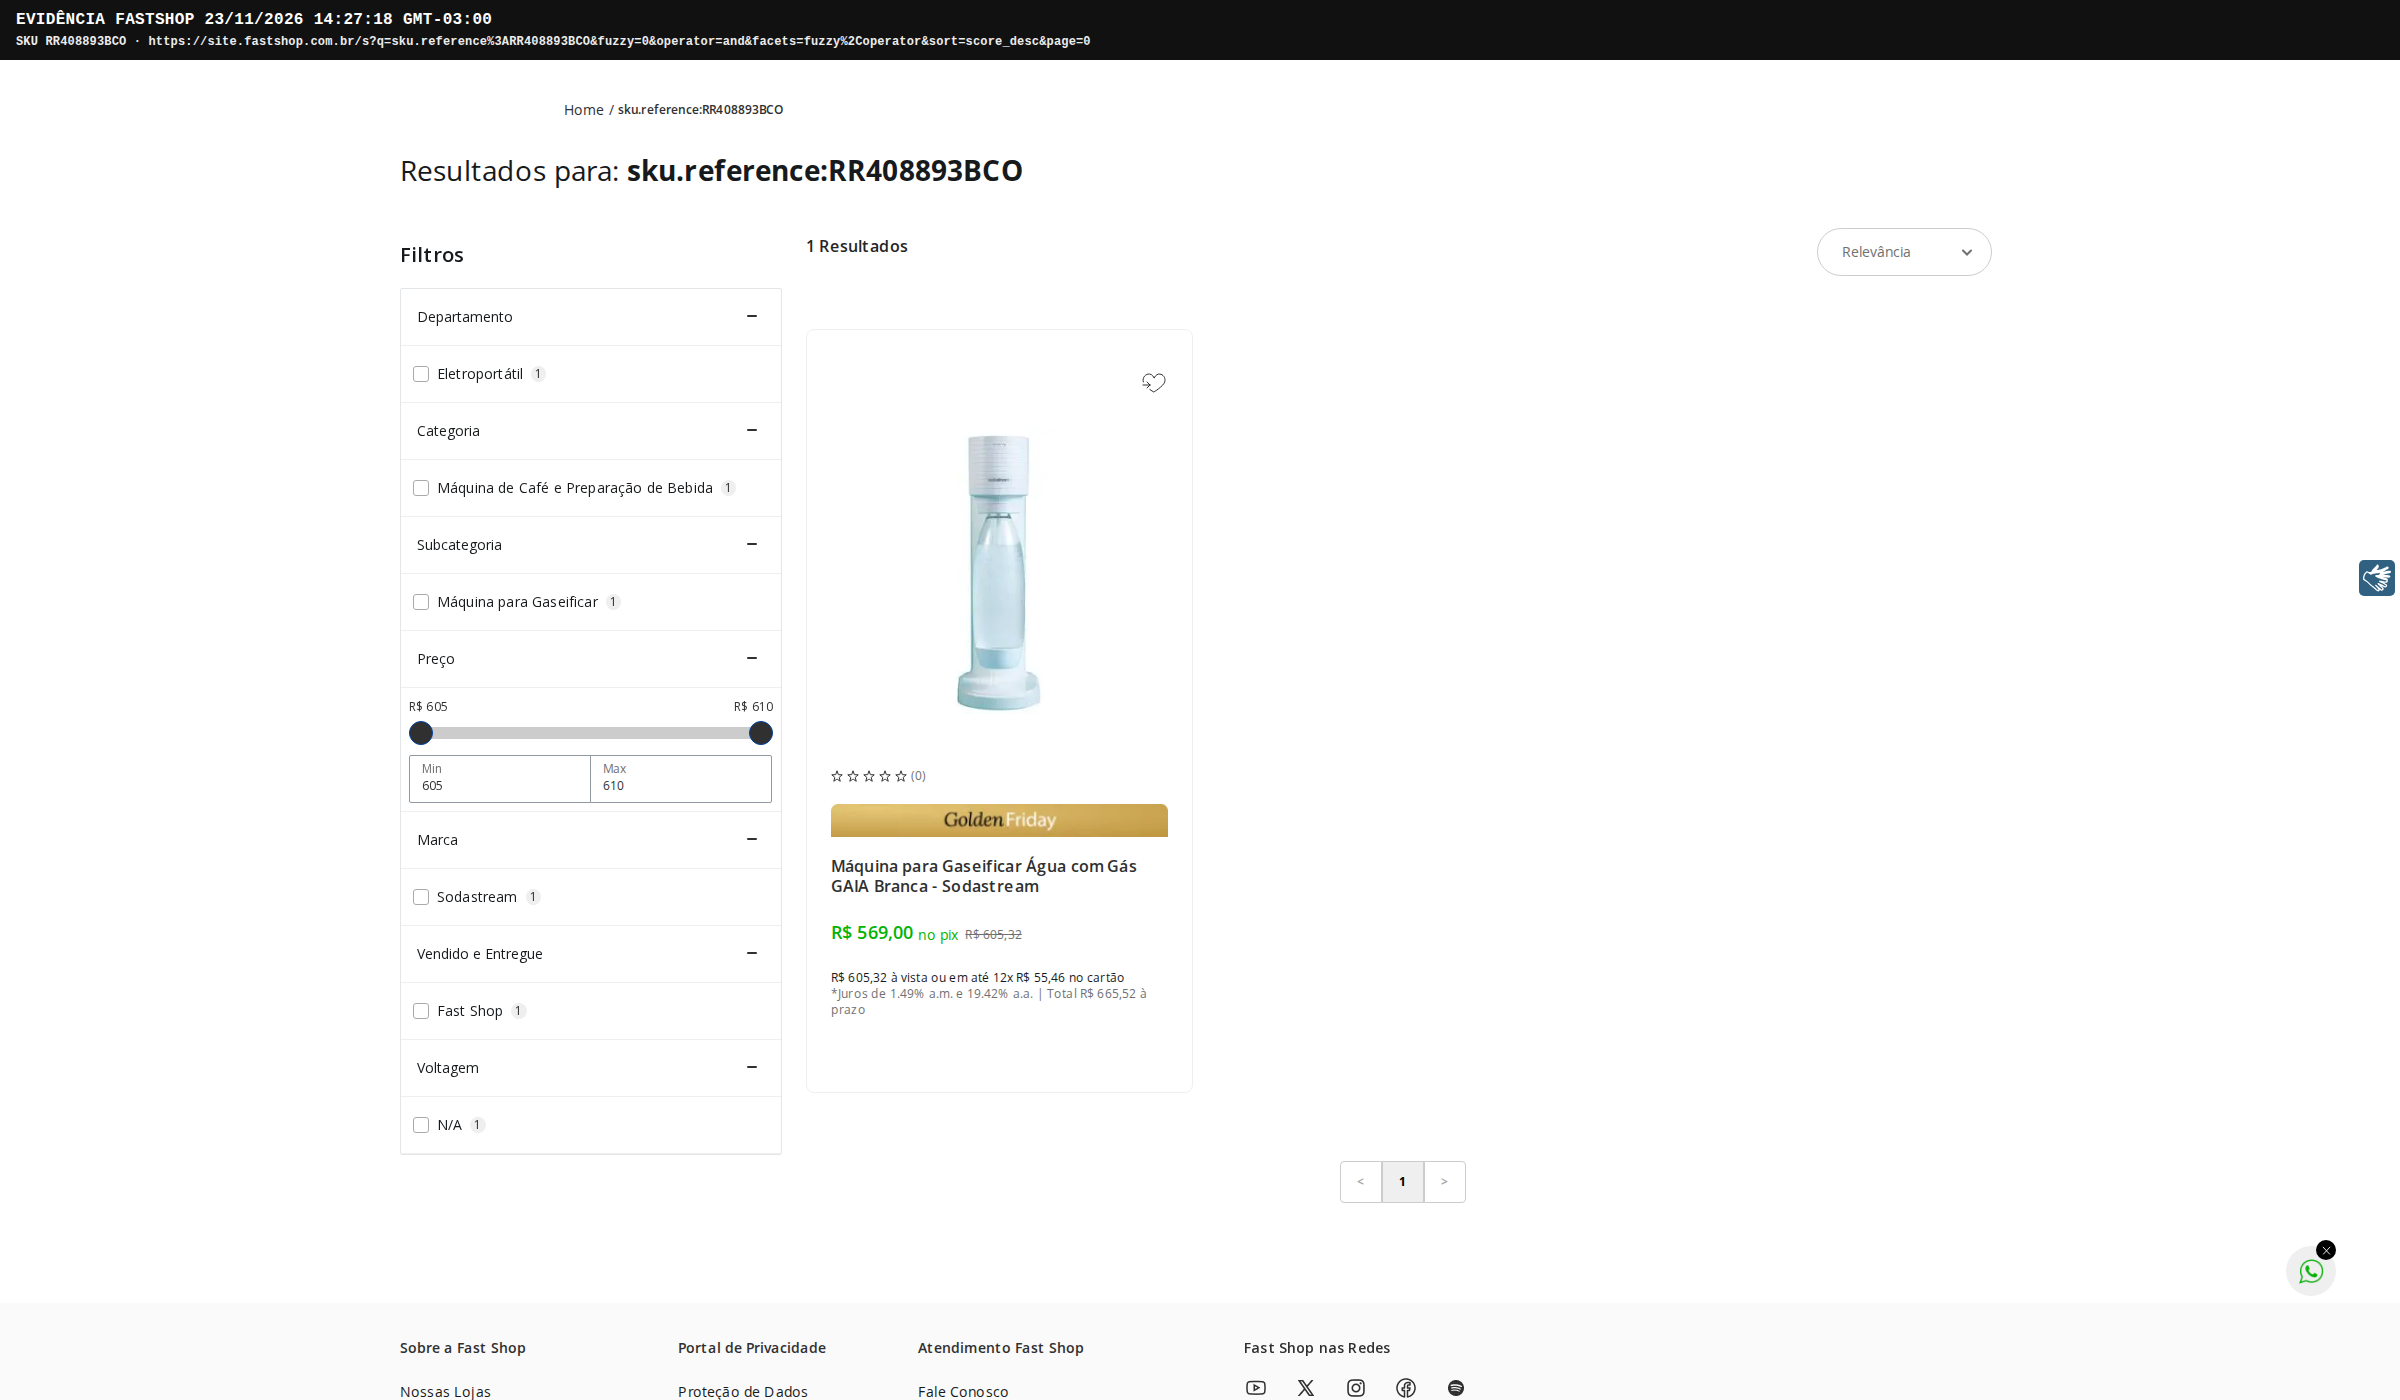 EVIDÊNCIA FASTSHOP 23/11/2026 14:27:18 GMT-03:00
SKU RR408893BCO · https://site.fastshop.com.br/s?q=sku.reference%3ARR408893BCO&fuzzy=0&operator=and&facets=fuzzy%2Coperator&sort=score_desc&page=0
Home / sku.reference:RR408893BCO
Resultados para: sku.reference:RR408893BCO
Filtros
1 Resultados
Relevância
Departamento
Eletroportátil 1
Categoria
Máquina de Café e Preparação de Bebida 1
Subcategoria
Máquina para Gaseificar 1
Preço
R$ 605
R$ 610
Min
605
Max
610
Marca
Sodastream 1
Vendido e Entregue
Fast Shop 1
Voltagem
N/A 1
(0)
Golden Friday
Máquina para Gaseificar Água com Gás
GAIA Branca - Sodastream
R$ 569,00 no pix R$ 605,32
R$ 605,32 à vista ou em até 12x R$ 55,46 no cartão
*Juros de 1.49% a.m. e 19.42% a.a. | Total R$ 665,52 à
prazo
< 1 >
Sobre a Fast Shop
Portal de Privacidade
Atendimento Fast Shop
Fast Shop nas Redes
Nossas Lojas
Proteção de Dados
Fale Conosco